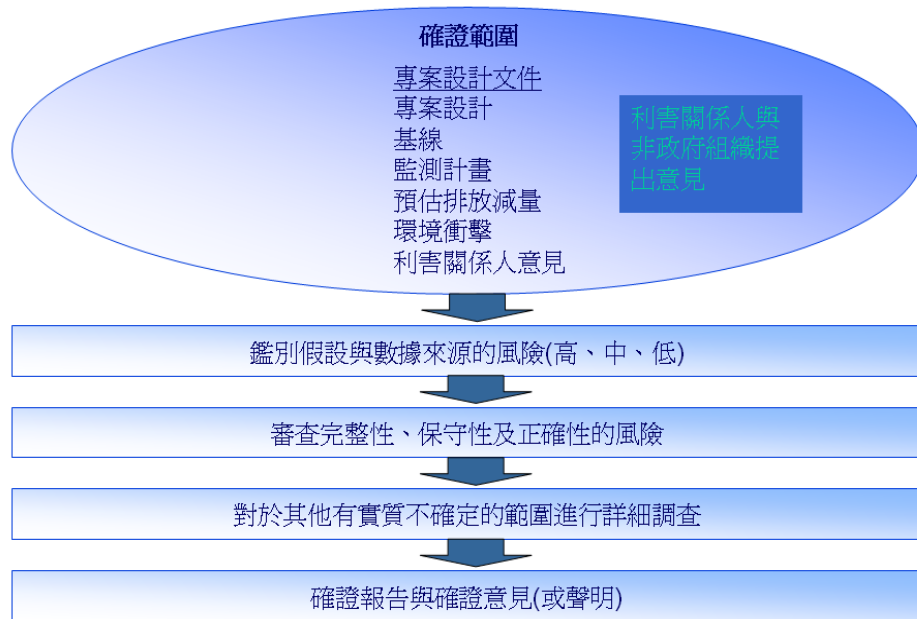 確證範圍
專案設計文件
專案設計
基線
監測計畫
預估排放減量
環境衝擊
利害關係人意見
利害關係人與
非政府組織提
出意見
鑑別假設與數據來源的風險(高、中、低)
審查完整性、保守性及正確性的風險
對於其他有實質不確定的範圍進行詳細調查
確證報告與確證意見(或聲明)